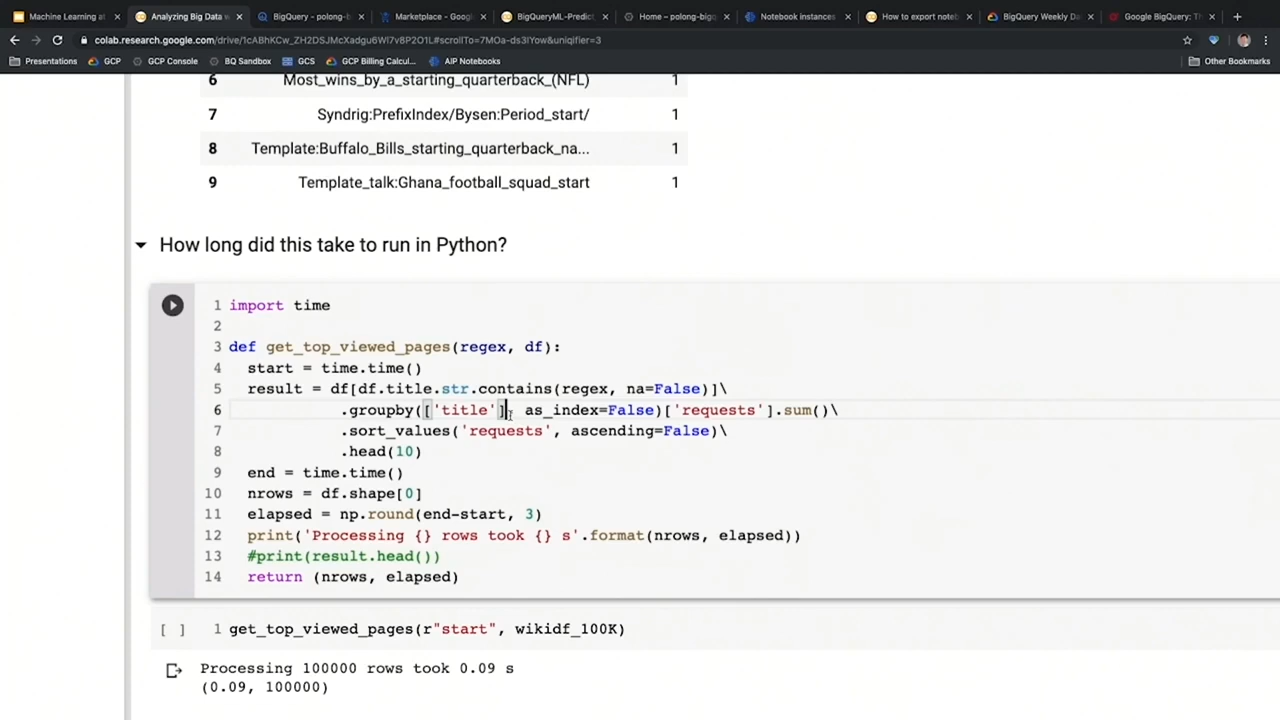 Machine Learning at
Analyzing Big Data w
BigQuery - polong-b
Marketplace - Googl
BigQueryML-Predict
Home – polong-bigq
Notebook instances
How to export noteb
BigQuery Weekly Da
Google BigQuery: Th
colab.research.google.com/drive/1cABhKCw_ZH2DSJMcXadgu6Wl7v8P2O1L#scrollTo=7MOa-ds3lYow&uniqifier=3
Presentations GCP GCP Console BQ Sandbox GCS GCP Billing Calcul... AIP Notebooks Other Bookmarks
6 Most_wins_by_a_starting_quarterback_(NFL) 1
7 Syndrig:PrefixIndex/Bysen:Period_start/ 1
8 Template:Buffalo_Bills_starting_quarterback_na... 1
9 Template_talk:Ghana_football_squad_start 1
How long did this take to run in Python?
1 import time
2
3 def get_top_viewed_pages(regex, df):
4 start = time.time()
5 result = df[df.title.str.contains(regex, na=False)]\
6 .groupby(['title'], as_index=False)['requests'].sum()\
7 .sort_values('requests', ascending=False)\
8 .head(10)
9 end = time.time()
10 nrows = df.shape[0]
11 elapsed = np.round(end-start, 3)
12 print('Processing {} rows took {} s'.format(nrows, elapsed))
13 #print(result.head())
14 return (nrows, elapsed)
[ ] 1 get_top_viewed_pages(r"start", wikidf_100K)
Processing 100000 rows took 0.09 s
(0.09, 100000)